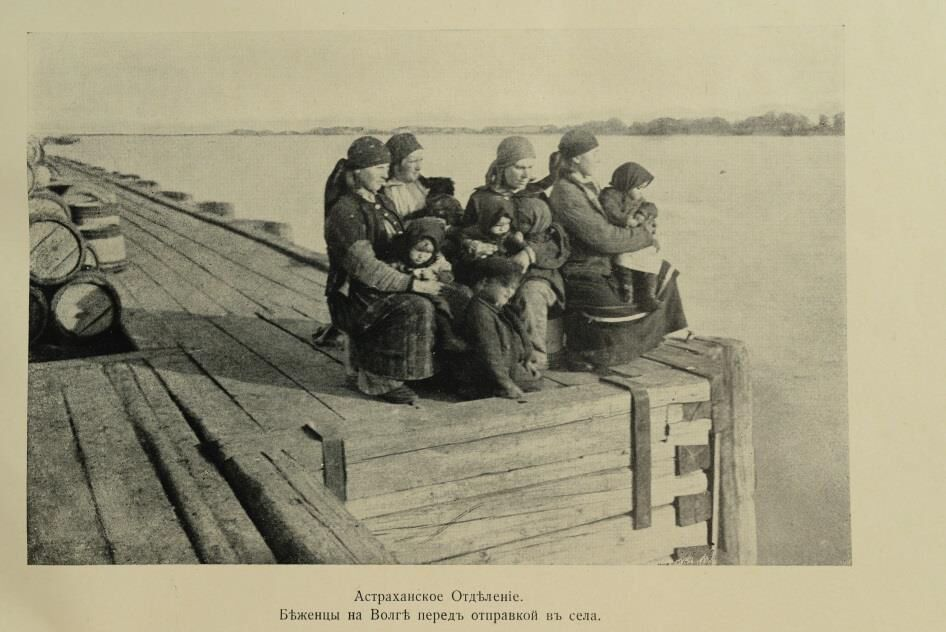 Астраханское Отдѣленіе.
Бѣженцы на Волгѣ передъ отправкой въ села.